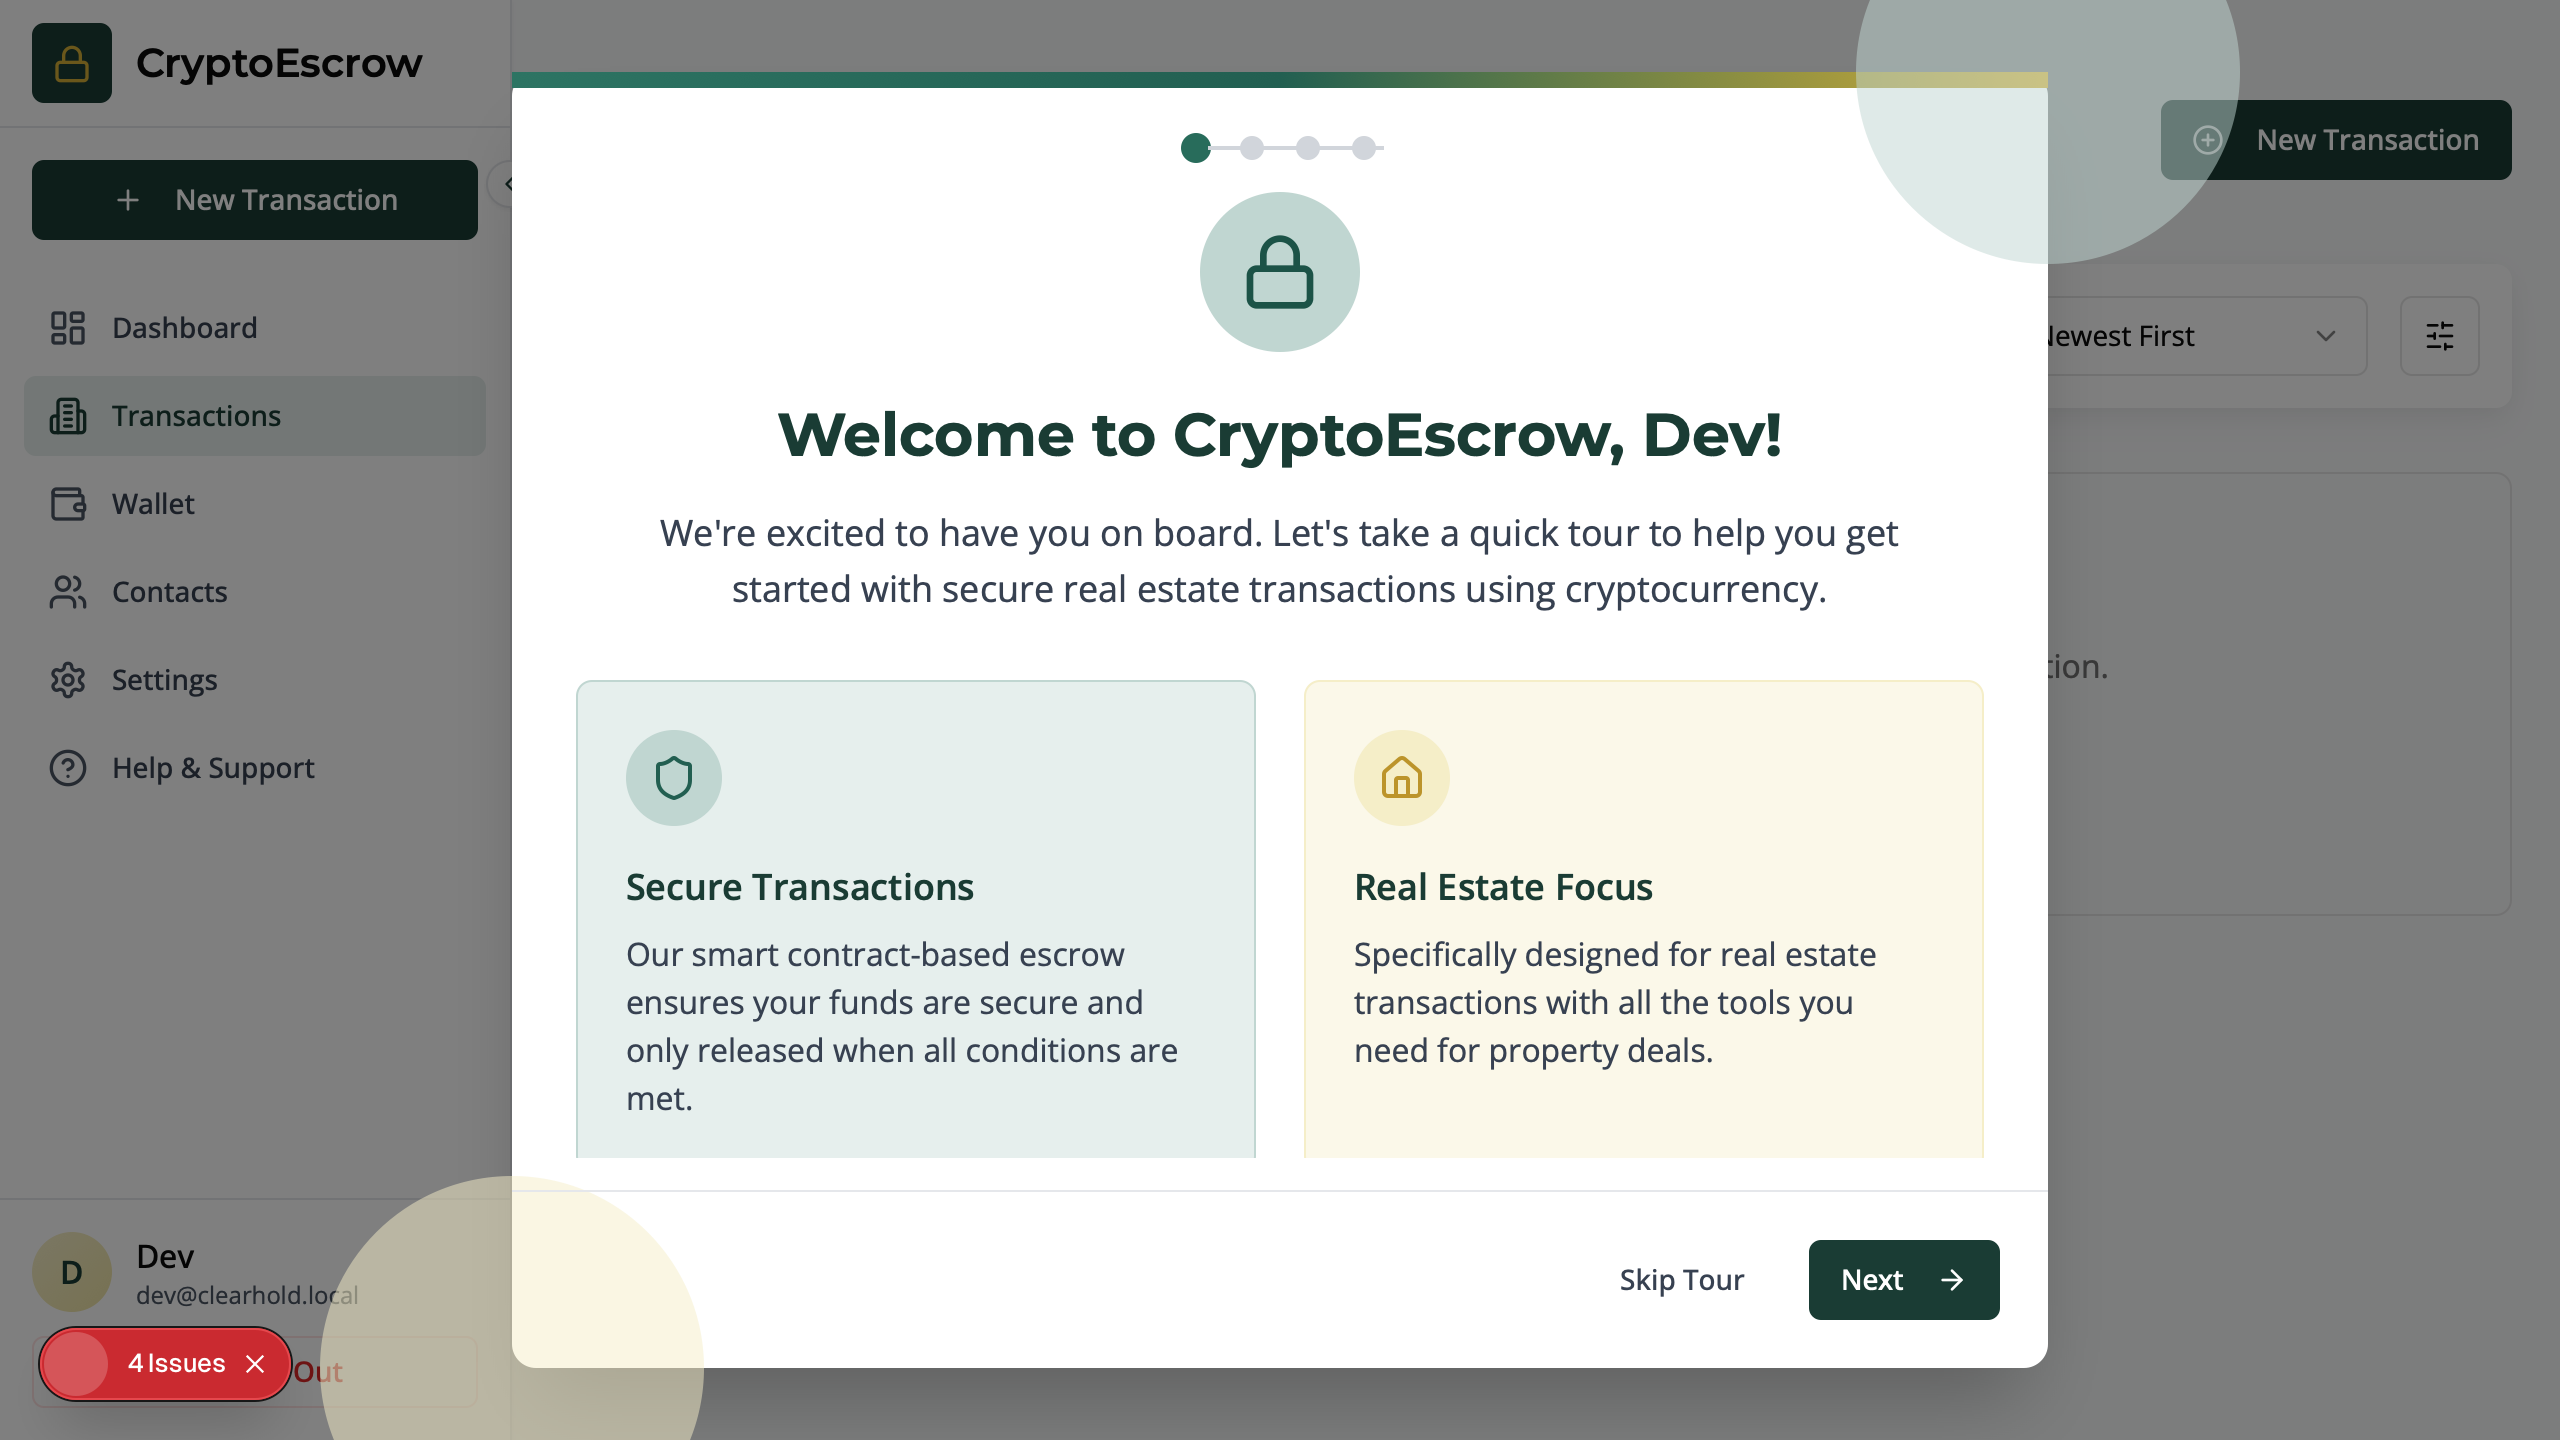 CryptoEscrow
New Transaction
Dashboard
Transactions
Wallet
Contacts
Settings
Help & Support
D
Dev
dev@clearhold.local
4 Issues
Out
Welcome to CryptoEscrow, Dev!
We're excited to have you on board. Let's take a quick tour to help you get
started with secure real estate transactions using cryptocurrency.
Secure Transactions
Our smart contract-based escrow
ensures your funds are secure and
only released when all conditions are
met.
Real Estate Focus
Specifically designed for real estate
transactions with all the tools you
need for property deals.
Skip Tour
Next
New Transaction
Newest First
tion.